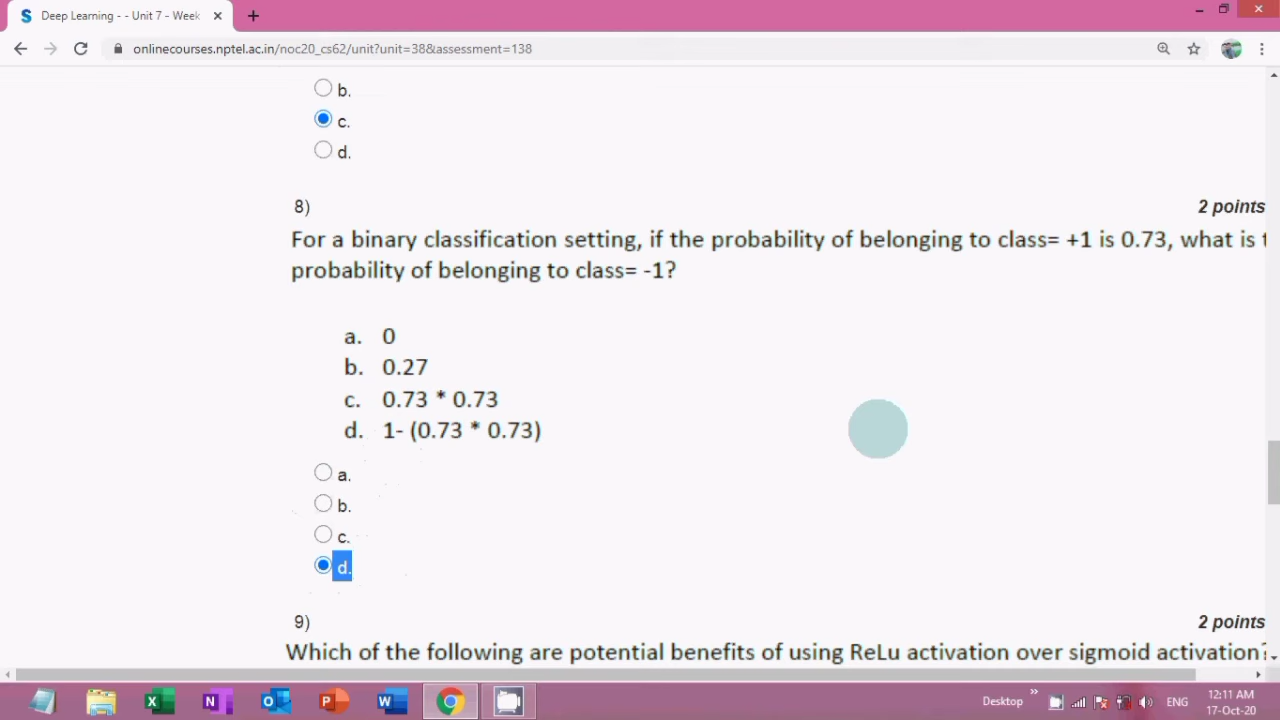 Deep Learning - - Unit 7 - Week
onlinecourses.nptel.ac.in/noc20_cs62/unit?unit=38&assessment=138
b.
c.
d.
8)
2 points
For a binary classification setting, if the probability of belonging to class= +1 is 0.73, what is
probability of belonging to class= -1?
a. 0
b. 0.27
c. 0.73 * 0.73
d. 1- (0.73 * 0.73)
a.
b.
c.
d.
9)
2 points
Which of the following are potential benefits of using ReLu activation over sigmoid activation?
Desktop
ENG
12:11 AM
17-Oct-20